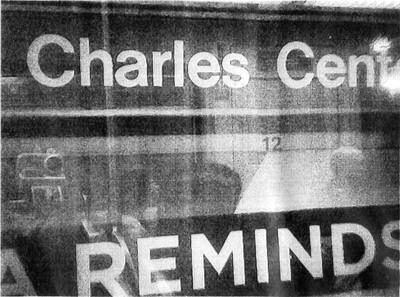 Charles Cent
12
A REMINDS